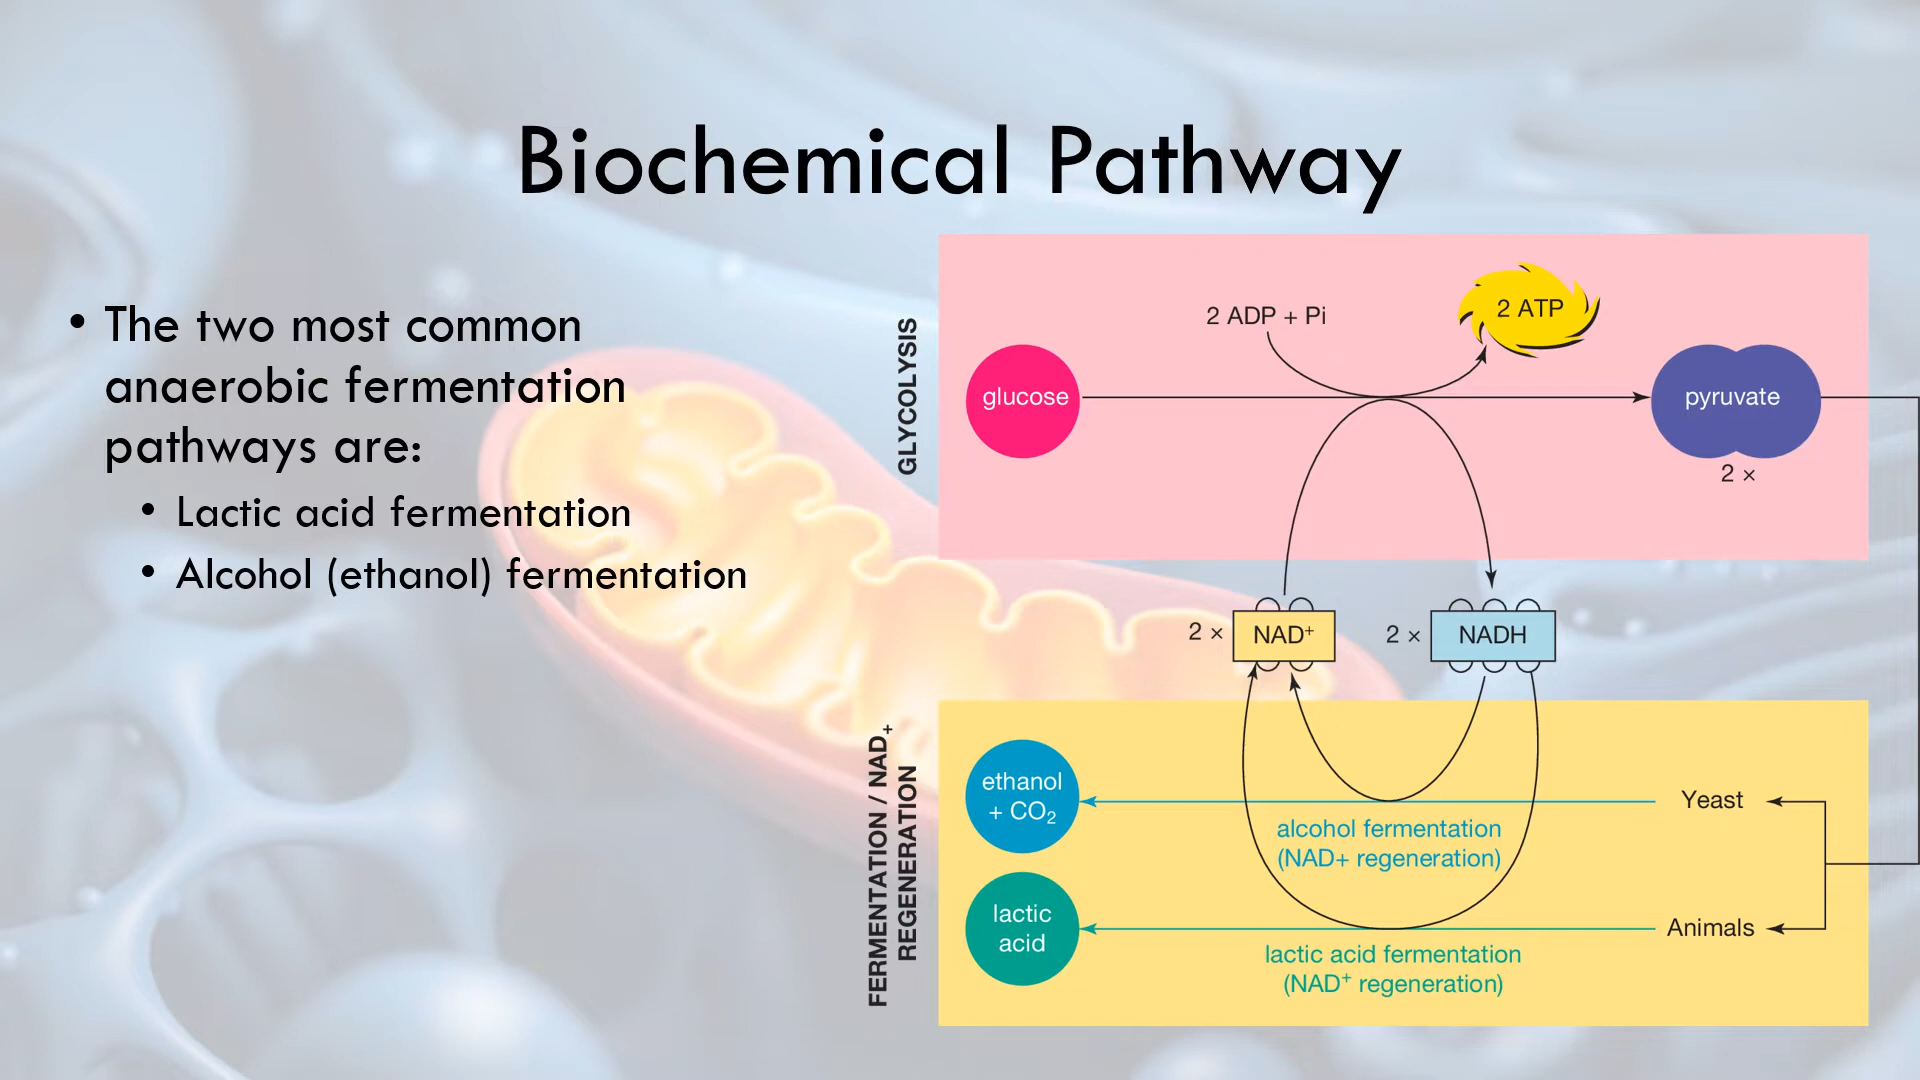 Biochemical Pathway
• The two most common
anaerobic fermentation
pathways are:
• Lactic acid fermentation
• Alcohol (ethanol) fermentation
GLYCOLYSIS
2 ADP + Pi
2 ATP
glucose
pyruvate
2 ×
2 × NAD⁺
2 × NADH
FERMENTATION / NAD₊
REGENERATION
ethanol
+ CO₂
Yeast
alcohol fermentation
(NAD+ regeneration)
lactic
acid
Animals
lactic acid fermentation
(NAD⁺ regeneration)